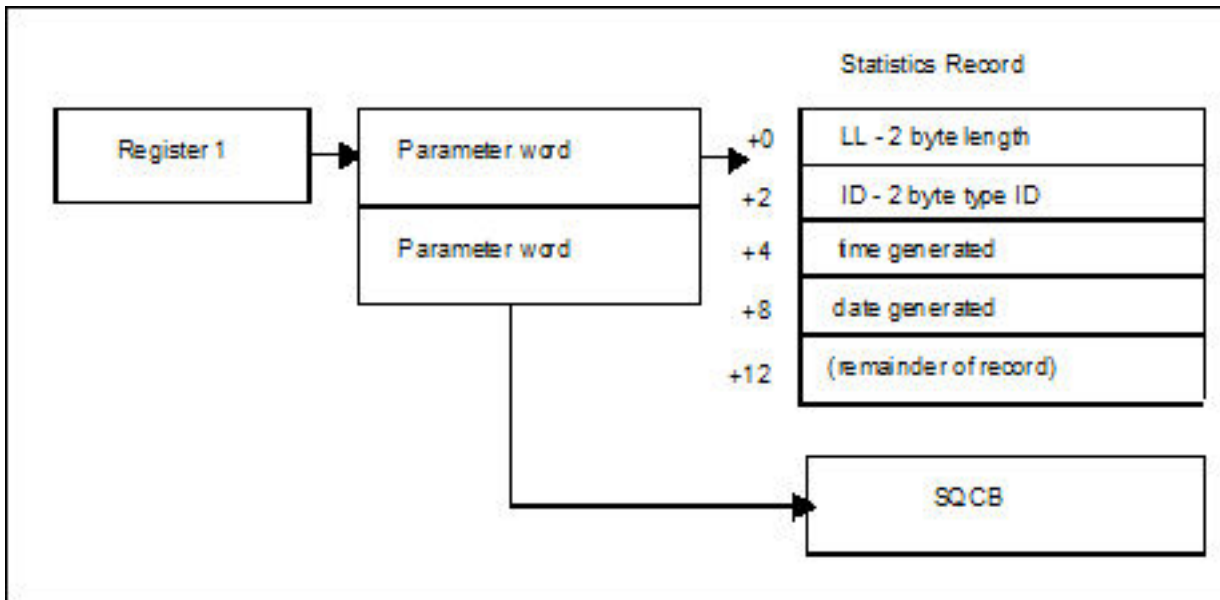 Statistics Record
Register 1
Parameter word
Parameter word
+0
LL - 2 byte length
+2
ID - 2 byte type ID
+4
time generated
+8
date generated
+12
(remainder of record)
SQCB